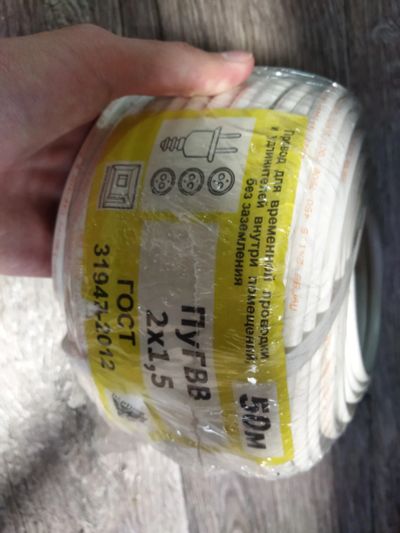 Провод для временной проводки
и удлинителей внутри помещений
без заземления
50м
ПуГВВ
2х1,5
ГОСТ
31947-2012